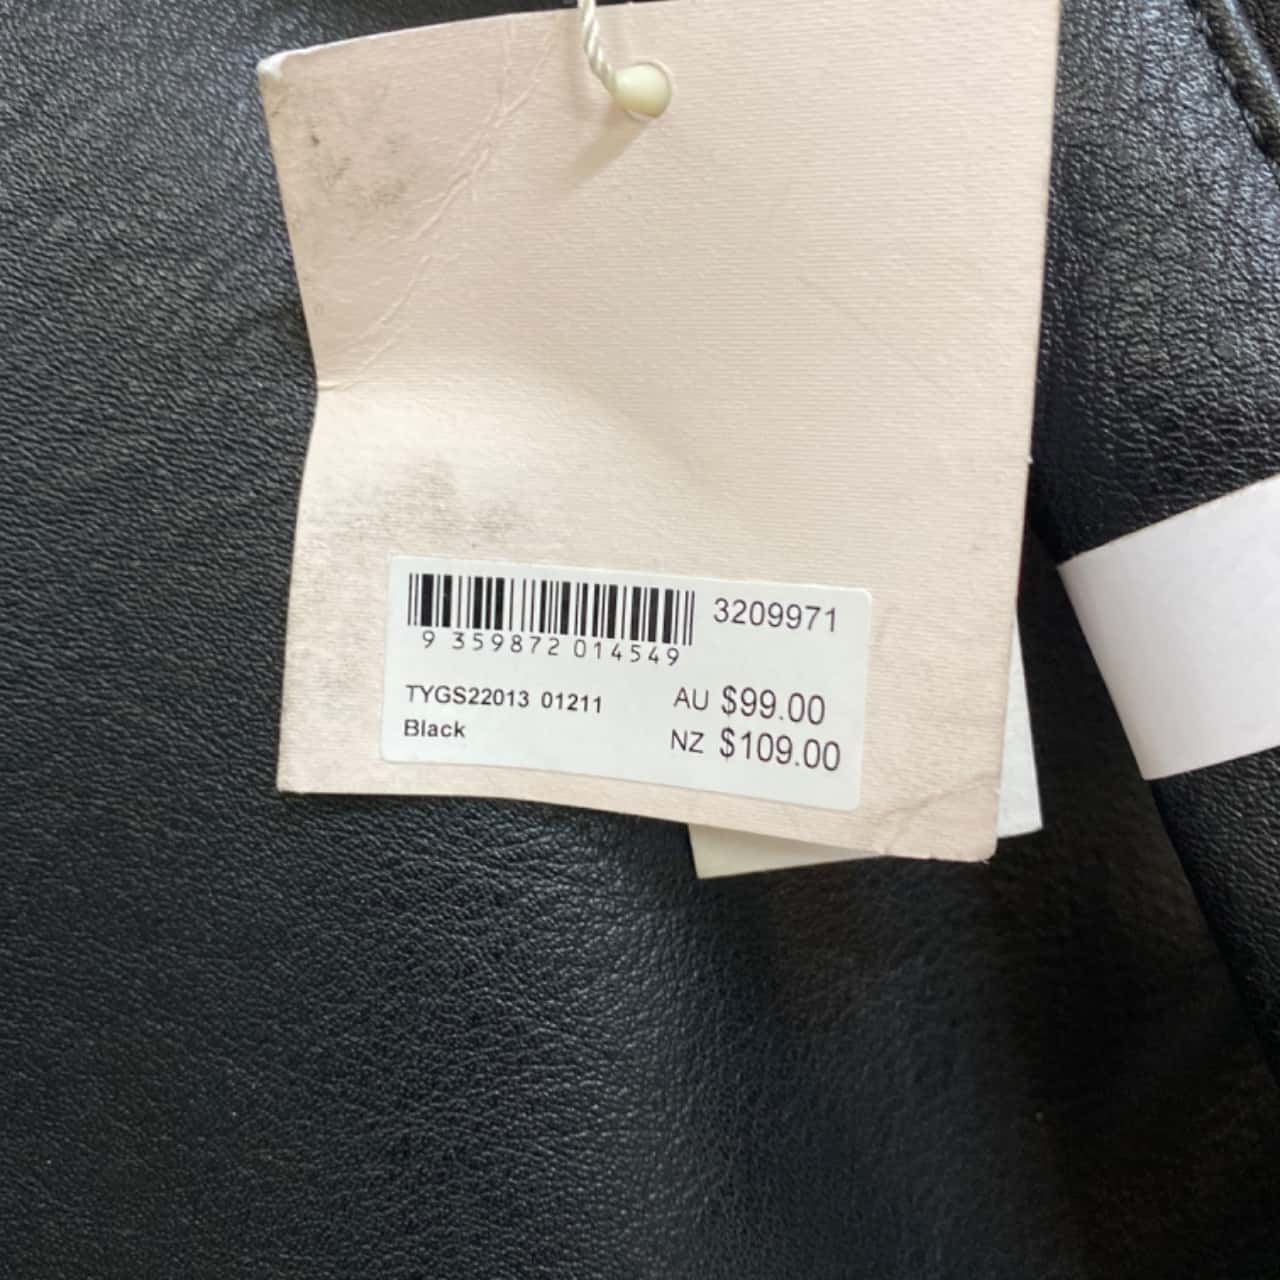 3209971
9 359872 014549
TYGS22013 01211
AU $99.00
Black
NZ $109.00